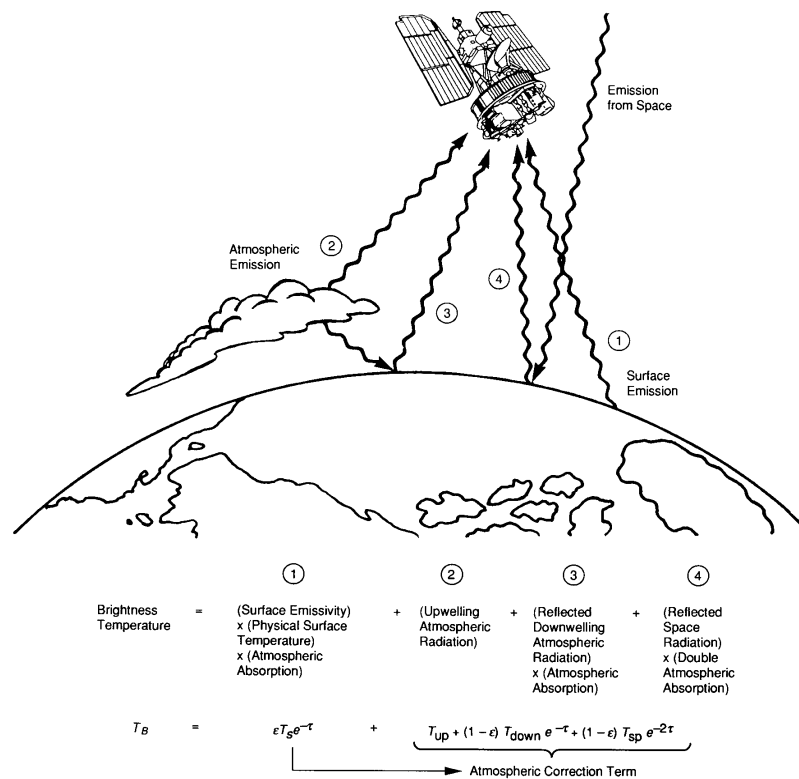 Emission
from Space
Atmospheric
Emission
2
3
4
1
Surface
Emission
1 2 3 4
Brightness = (Surface Emissivity) + (Upwelling + (Reflected + (Reflected
Temperature x (Physical Surface Atmospheric Downwelling Space
Temperature) Radiation) Atmospheric Radiation)
x (Atmospheric Radiation) x (Double
Absorption) x (Atmospheric Atmospheric
Absorption) Absorption)
T_B = εT_S e^{-τ} + T_up + (1 − ε) T_down e^{-τ} + (1 − ε) T_sp e^{-2τ}
Atmospheric Correction Term